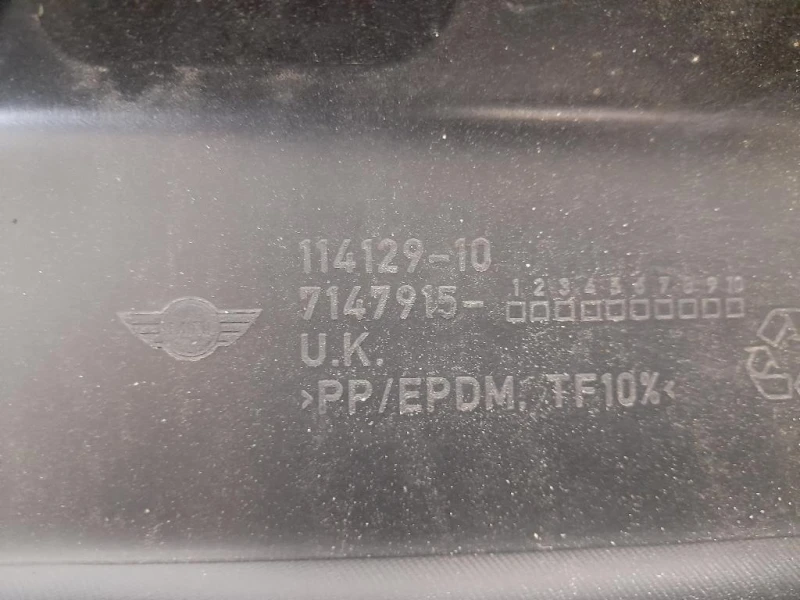 114129-10
7147915- 1 2 3 4 5 6 7 8 9 10
U.K.
>PP/EPDM, TF10%<